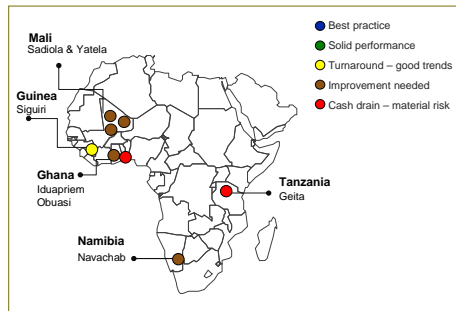 Mali
Sadiola & Yatela
Guinea
Siguiri
Ghana
Iduapriem
Obuasi
Namibia
Navachab
Tanzania
Geita
Best practice
Solid performance
Turnaround – good trends
Improvement needed
Cash drain – material risk